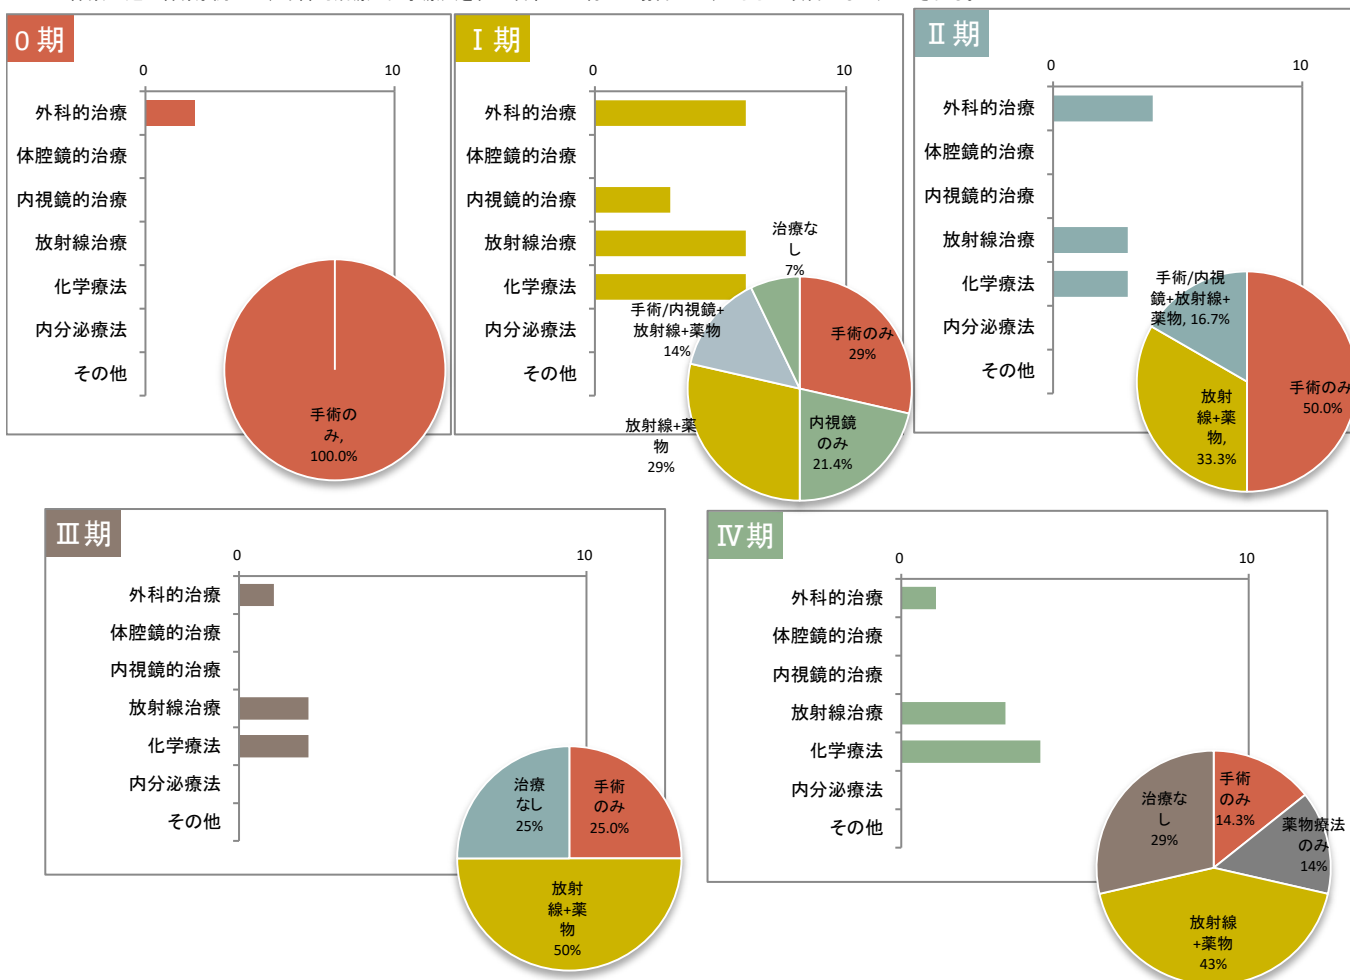 0 期
0
10
外科的治療
体腔鏡的治療
内視鏡的治療
放射線治療
化学療法
内分泌療法
その他
手術の
み,
100.0%
Ⅰ 期
0
10
外科的治療
体腔鏡的治療
内視鏡的治療
放射線治療
化学療法
内分泌療法
その他
治療な
し
7%
手術/内視鏡+
放射線+薬物
14%
手術のみ
29%
放射線+薬
物
29%
内視鏡
のみ
21.4%
Ⅱ 期
0
10
外科的治療
体腔鏡的治療
内視鏡的治療
放射線治療
化学療法
内分泌療法
その他
手術/内視
鏡+放射線+
薬物, 16.7%
手術のみ
50.0%
放射
線+薬
物,
33.3%
Ⅲ 期
0
10
外科的治療
体腔鏡的治療
内視鏡的治療
放射線治療
化学療法
内分泌療法
その他
治療
なし
25%
手術
のみ
25.0%
放射
線+薬
物
50%
Ⅳ 期
0
10
外科的治療
体腔鏡的治療
内視鏡的治療
放射線治療
化学療法
内分泌療法
その他
治療な
し
29%
手術
のみ
14.3%
薬物療法
のみ
14%
放射線
+薬物
43%